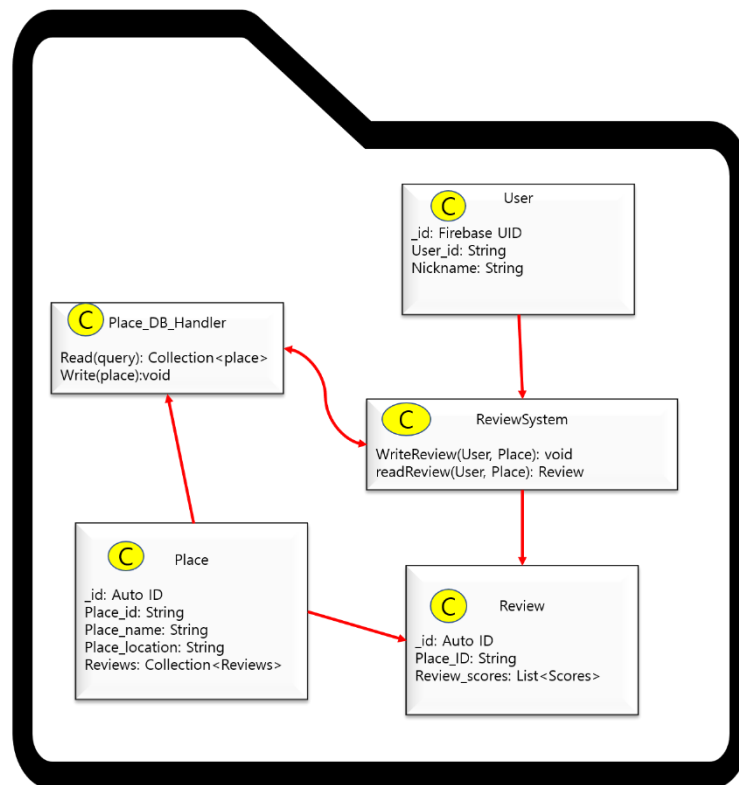 C
User
_id: Firebase UID
User_id: String
Nickname: String
C
Place_DB_Handler
Read(query): Collection<place>
Write(place):void
C
ReviewSystem
WriteReview(User, Place): void
readReview(User, Place): Review
C
Place
_id: Auto ID
Place_id: String
Place_name: String
Place_location: String
Reviews: Collection<Reviews>
C
Review
_id: Auto ID
Place_ID: String
Review_scores: List<Scores>